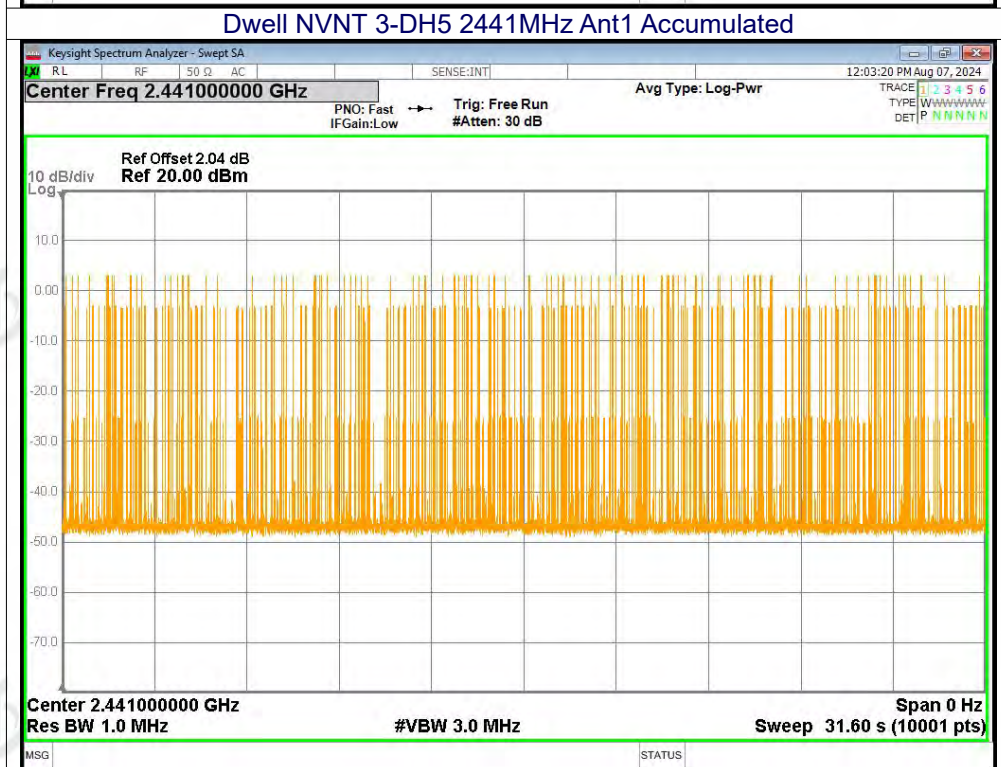 Dwell NVNT 3-DH5 2441MHz Ant1 Accumulated
Keysight Spectrum Analyzer - Swept SA
LXI RL RF 50 Ω AC SENSE:INT 12:03:20 PM Aug 07, 2024
Center Freq 2.441000000 GHz Avg Type: Log-Pwr TRACE 1 2 3 4 5 6
PNO: Fast Trig: Free Run TYPE WWWWWWW
IFGain:Low #Atten: 30 dB DET P N N N N N
Ref Offset 2.04 dB
10 dB/div Ref 20.00 dBm
Log
10.0
0.00
-10.0
-20.0
-30.0
-40.0
-50.0
-60.0
-70.0
Center 2.441000000 GHz Span 0 Hz
Res BW 1.0 MHz #VBW 3.0 MHz Sweep 31.60 s (10001 pts)
MSG STATUS